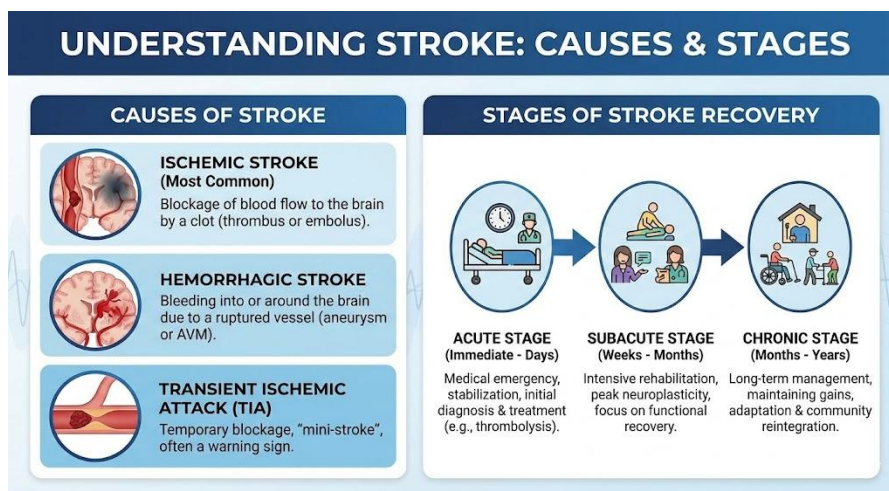 UNDERSTANDING STROKE: CAUSES & STAGES
CAUSES OF STROKE
ISCHEMIC STROKE
(Most Common)
Blockage of blood flow to the brain
by a clot (thrombus or embolus).
HEMORRHAGIC STROKE
Bleeding into or around the brain
due to a ruptured vessel (aneurysm
or AVM).
TRANSIENT ISCHEMIC
ATTACK (TIA)
Temporary blockage, "mini-stroke",
often a warning sign.
STAGES OF STROKE RECOVERY
ACUTE STAGE
(Immediate - Days)
Medical emergency,
stabilization, initial
diagnosis & treatment
(e.g., thrombolysis).
SUBACUTE STAGE
(Weeks - Months)
Intensive rehabilitation,
peak neuroplasticity,
focus on functional
recovery.
CHRONIC STAGE
(Months - Years)
Long-term management,
maintaining gains,
adaptation & community
reintegration.